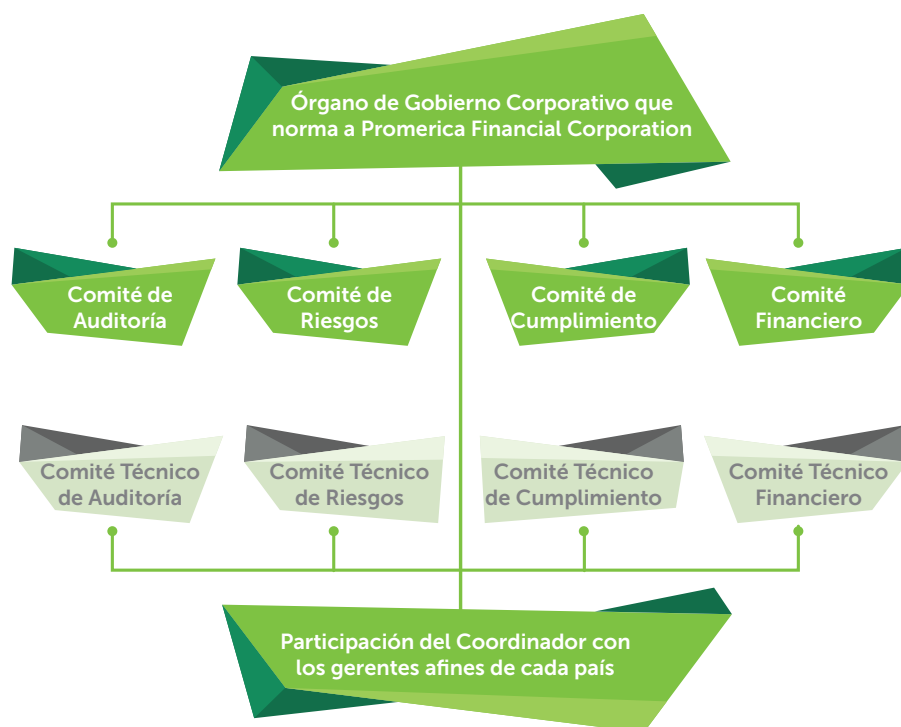 Órgano de Gobierno Corporativo que
norma a Promerica Financial Corporation
Comité de
Auditoría
Comité de
Riesgos
Comité de
Cumplimiento
Comité
Financiero
Comité Técnico
de Auditoría
Comité Técnico
de Riesgos
Comité Técnico
de Cumplimiento
Comité Técnico
Financiero
Participación del Coordinador con
los gerentes afines de cada país